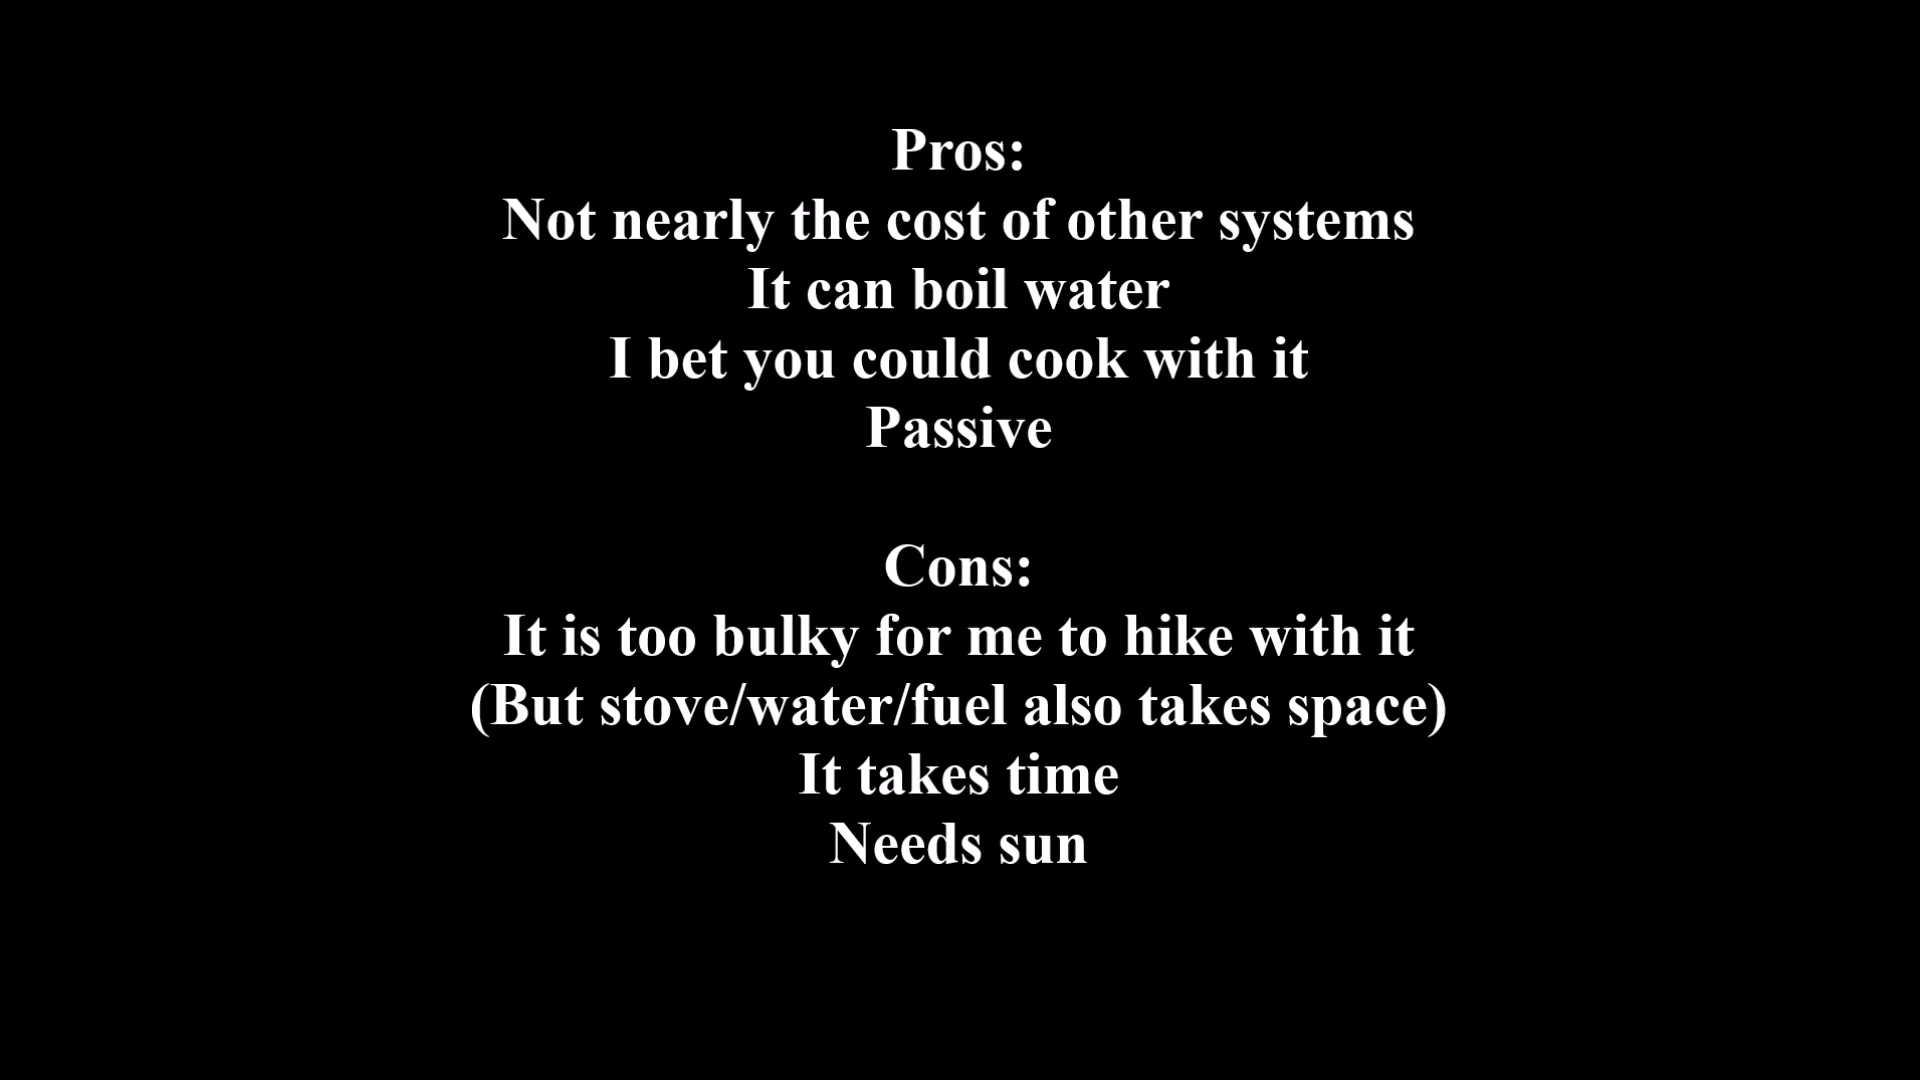 Pros:
Not nearly the cost of other systems
It can boil water
I bet you could cook with it
Passive
Cons:
It is too bulky for me to hike with it
(But stove/water/fuel also takes space)
It takes time
Needs sun